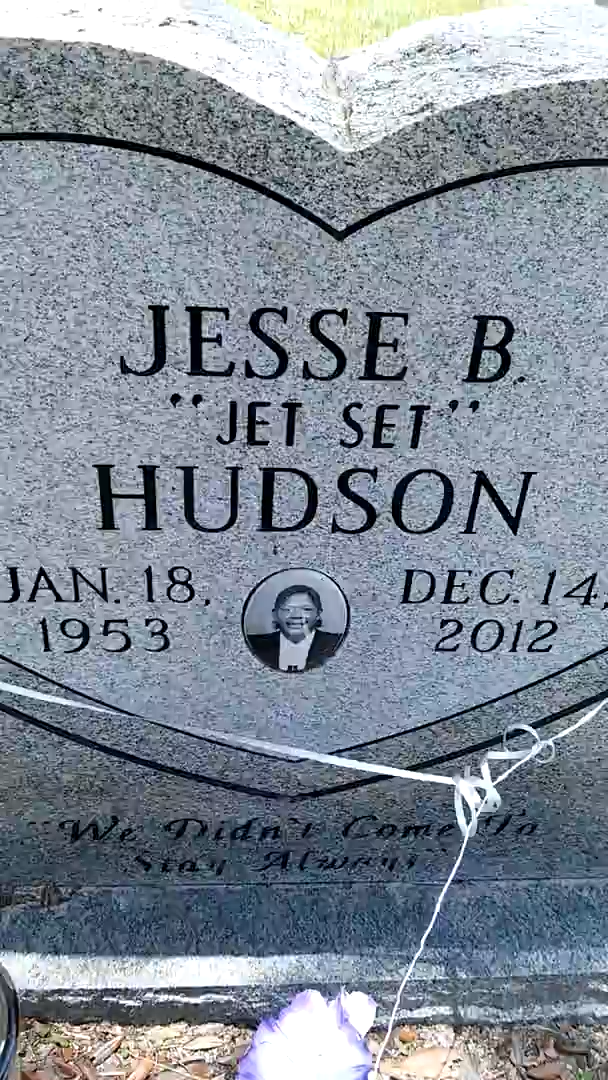 JESSE B.
"JET SET"
HUDSON
JAN. 18, DEC. 14,
1953 2012
"We Didn't Come To
Stay Always"